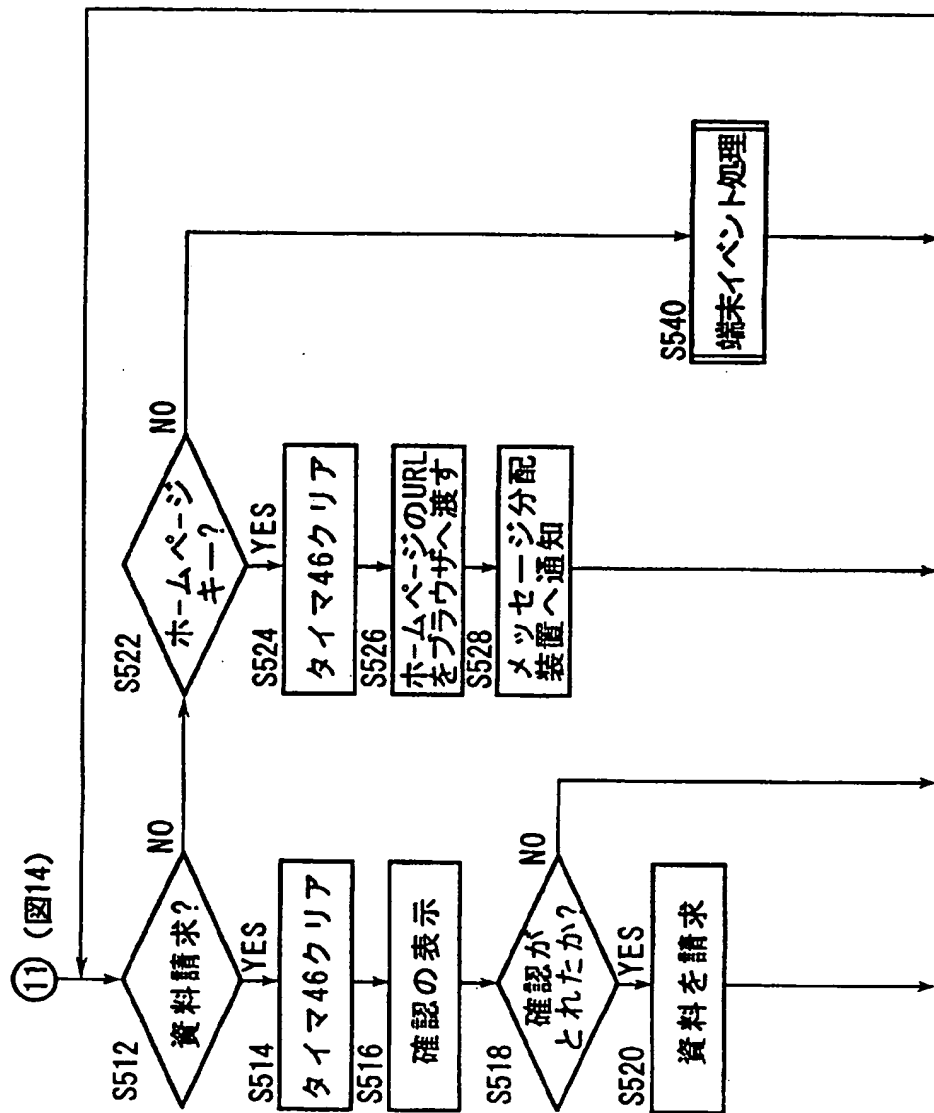 ⑪ (図14)
S512
資料請求?
NO
YES
S514
タイマ46クリア
S516
確認の表示
S518
確認が
とれたか?
NO
YES
S520
資料を請求
S522
ホームページ
キー?
NO
YES
S524
タイマ46クリア
S526
ホームページのURL
をブラウザへ渡す
S528
メッセージ分配
装置へ通知
S540
端末イベント処理